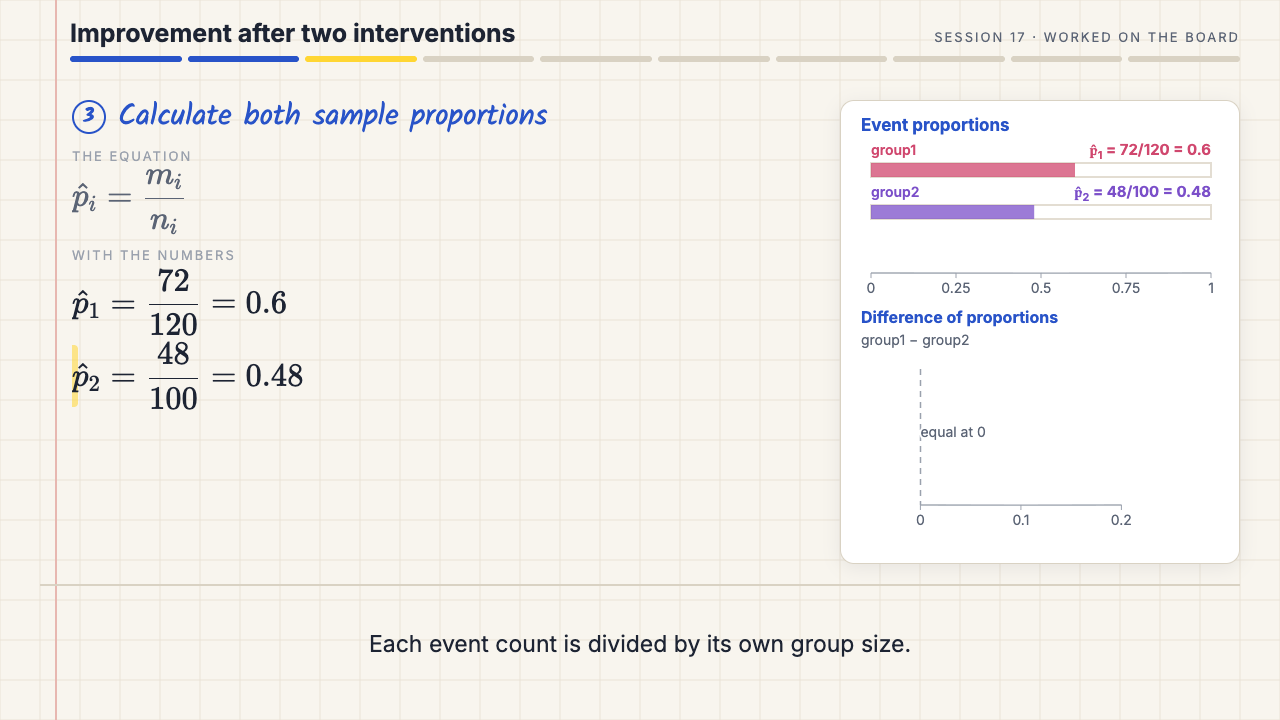 Improvement after two interventions
SESSION 17 · WORKED ON THE BOARD
3 Calculate both sample proportions
THE EQUATION
p̂ᵢ = mᵢ / nᵢ
WITH THE NUMBERS
p̂₁ = 72 / 120 = 0.6
p̂₂ = 48 / 100 = 0.48
Event proportions
group1 p̂₁ = 72/120 = 0.6
group2 p̂₂ = 48/100 = 0.48
0 0.25 0.5 0.75 1
Difference of proportions
group1 − group2
equal at 0
0 0.1 0.2
Each event count is divided by its own group size.